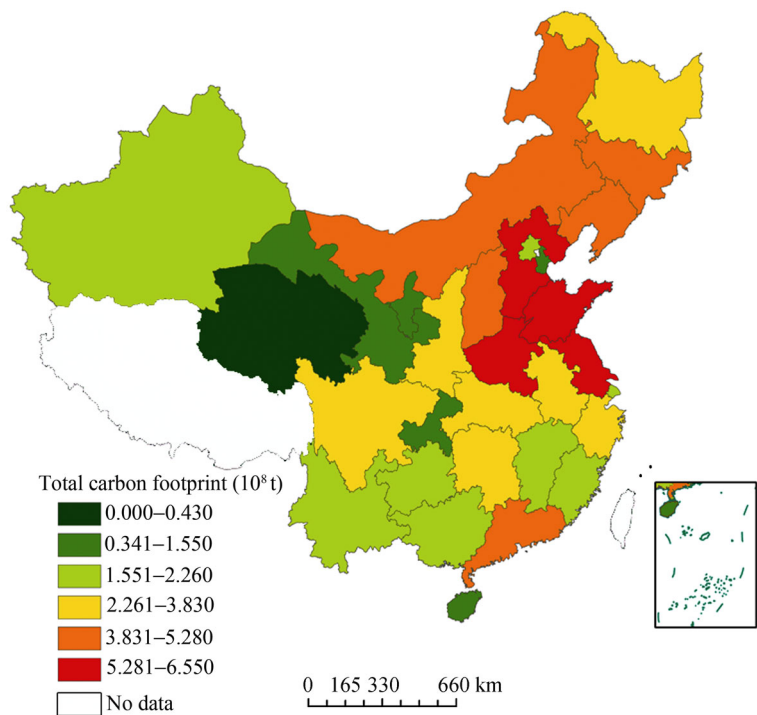 Total carbon footprint (10⁸ t)
0.000–0.430
0.341–1.550
1.551–2.260
2.261–3.830
3.831–5.280
5.281–6.550
No data
0 165 330 660 km